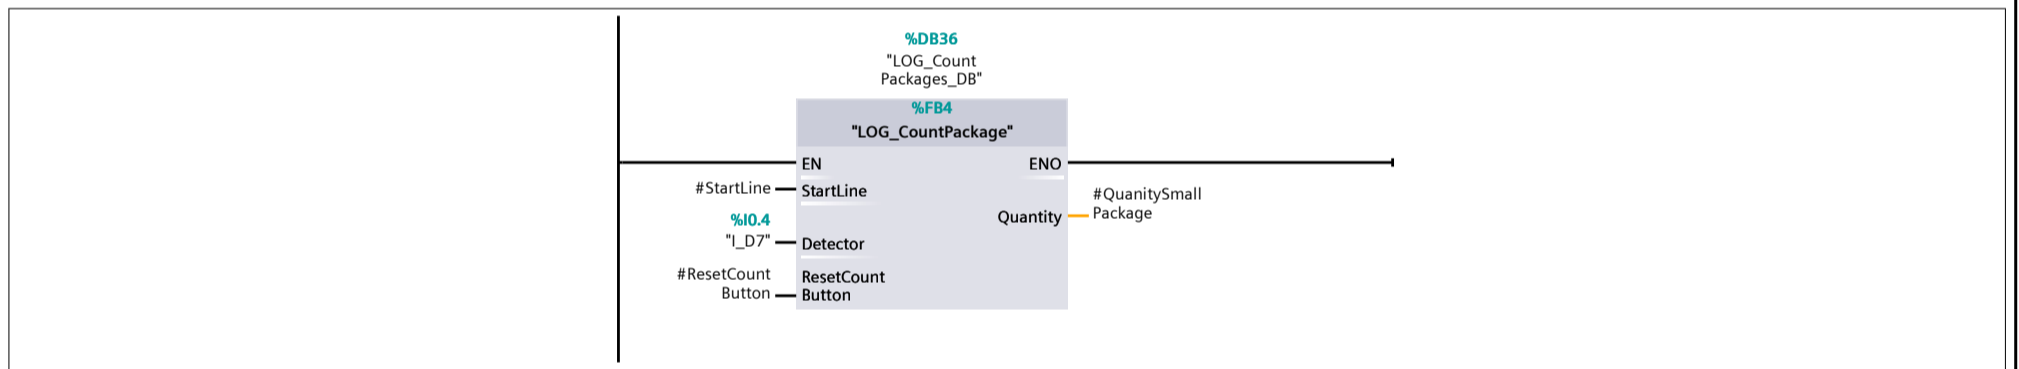 %DB36
"LOG_Count
Packages_DB"
%FB4
"LOG_CountPackage"
EN
ENO
#StartLine
StartLine
#QuanitySmall
Package
Quantity
%I0.4
"I_D7"
Detector
#ResetCount
Button
ResetCount
Button